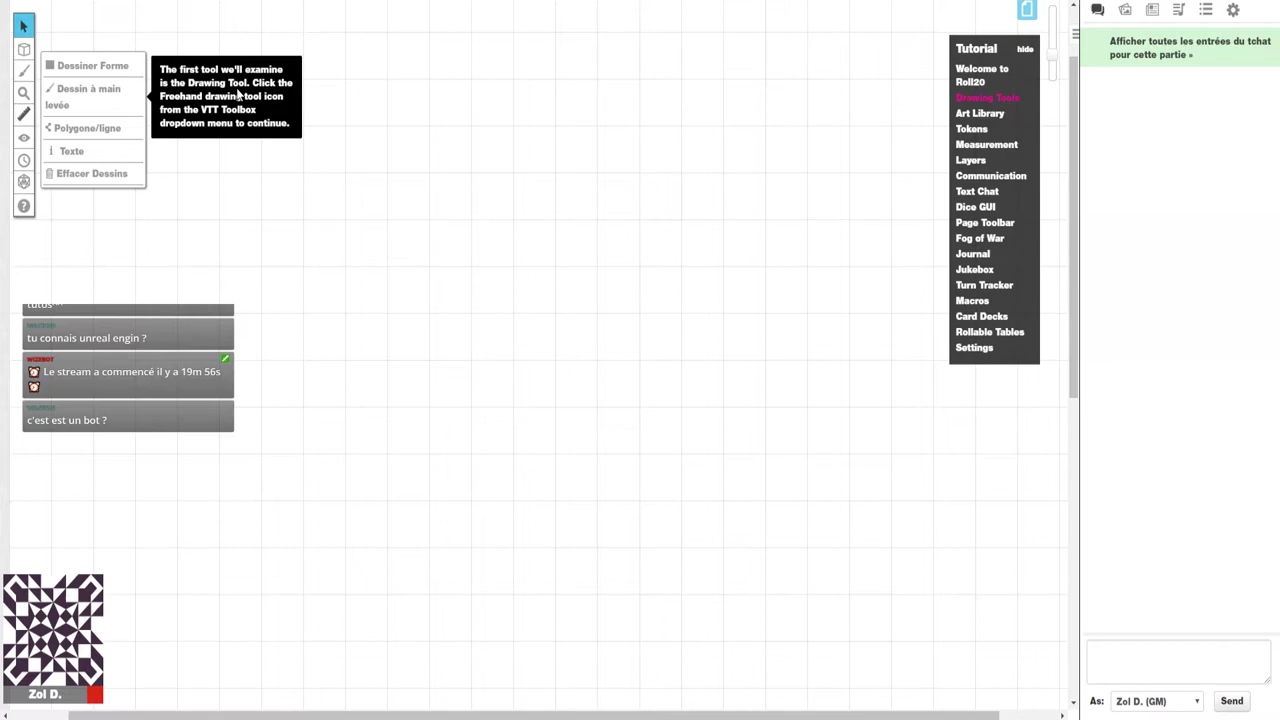 Dessiner Forme
Dessin à main
levée
Polygone/ligne
Texte
Effacer Dessins
The first tool we'll examine
is the Drawing Tool. Click the
Freehand drawing tool icon
from the VTT Toolbox
dropdown menu to continue.
tutos^^
tu connais unreal engin ?
WIZEBOT
Le stream a commencé il y a 19m 56s
c'est est un bot ?
Zol D.
Tutorial hide
Welcome to
Roll20
Drawing Tools
Art Library
Tokens
Measurement
Layers
Communication
Text Chat
Dice GUI
Page Toolbar
Fog of War
Journal
Jukebox
Turn Tracker
Macros
Card Decks
Rollable Tables
Settings
Afficher toutes les entrées du tchat
pour cette partie »
As: Zol D. (GM) Send